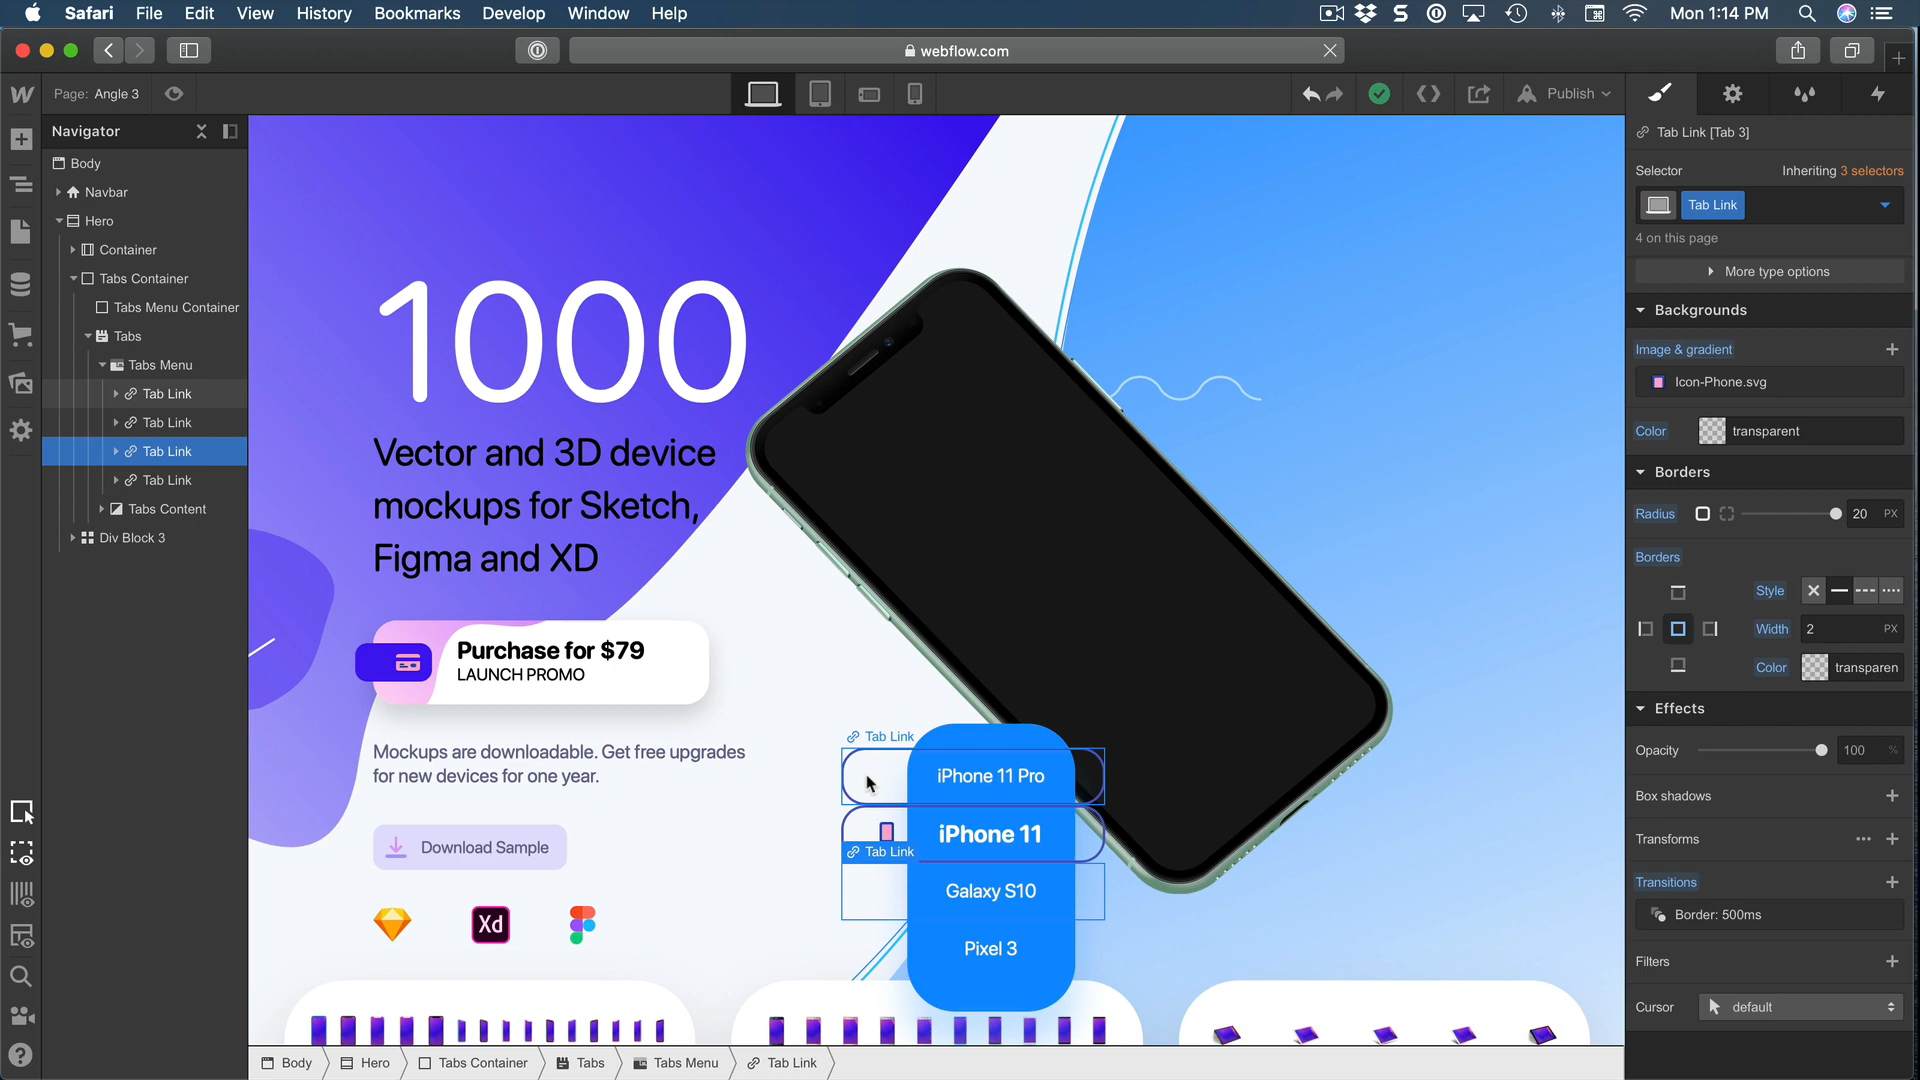 Safari File Edit View History Bookmarks Develop Window Help
Mon 1:14 PM
webflow.com
Page: Angle 3
Publish
Navigator
Body
Navbar
Hero
Container
Tabs Container
Tabs Menu Container
Tabs
Tabs Menu
Tab Link
Tab Link
Tab Link
Tab Link
Tabs Content
Div Block 3
1000
Vector and 3D device
mockups for Sketch,
Figma and XD
Purchase for $79
LAUNCH PROMO
Mockups are downloadable. Get free upgrades
for new devices for one year.
Download Sample
Xd
Tab Link
iPhone 11 Pro
iPhone 11
Tab Link
Galaxy S10
Pixel 3
Body Hero Tabs Container Tabs Tabs Menu Tab Link
Tab Link [Tab 3]
Selector Inheriting 3 selectors
Tab Link
4 on this page
More type options
Backgrounds
Image & gradient
Icon-Phone.svg
Color transparent
Borders
Radius 20 PX
Borders
Style
Width 2 PX
Color transparen
Effects
Opacity 100 %
Box shadows
Transforms
Transitions
Border: 500ms
Filters
Cursor default